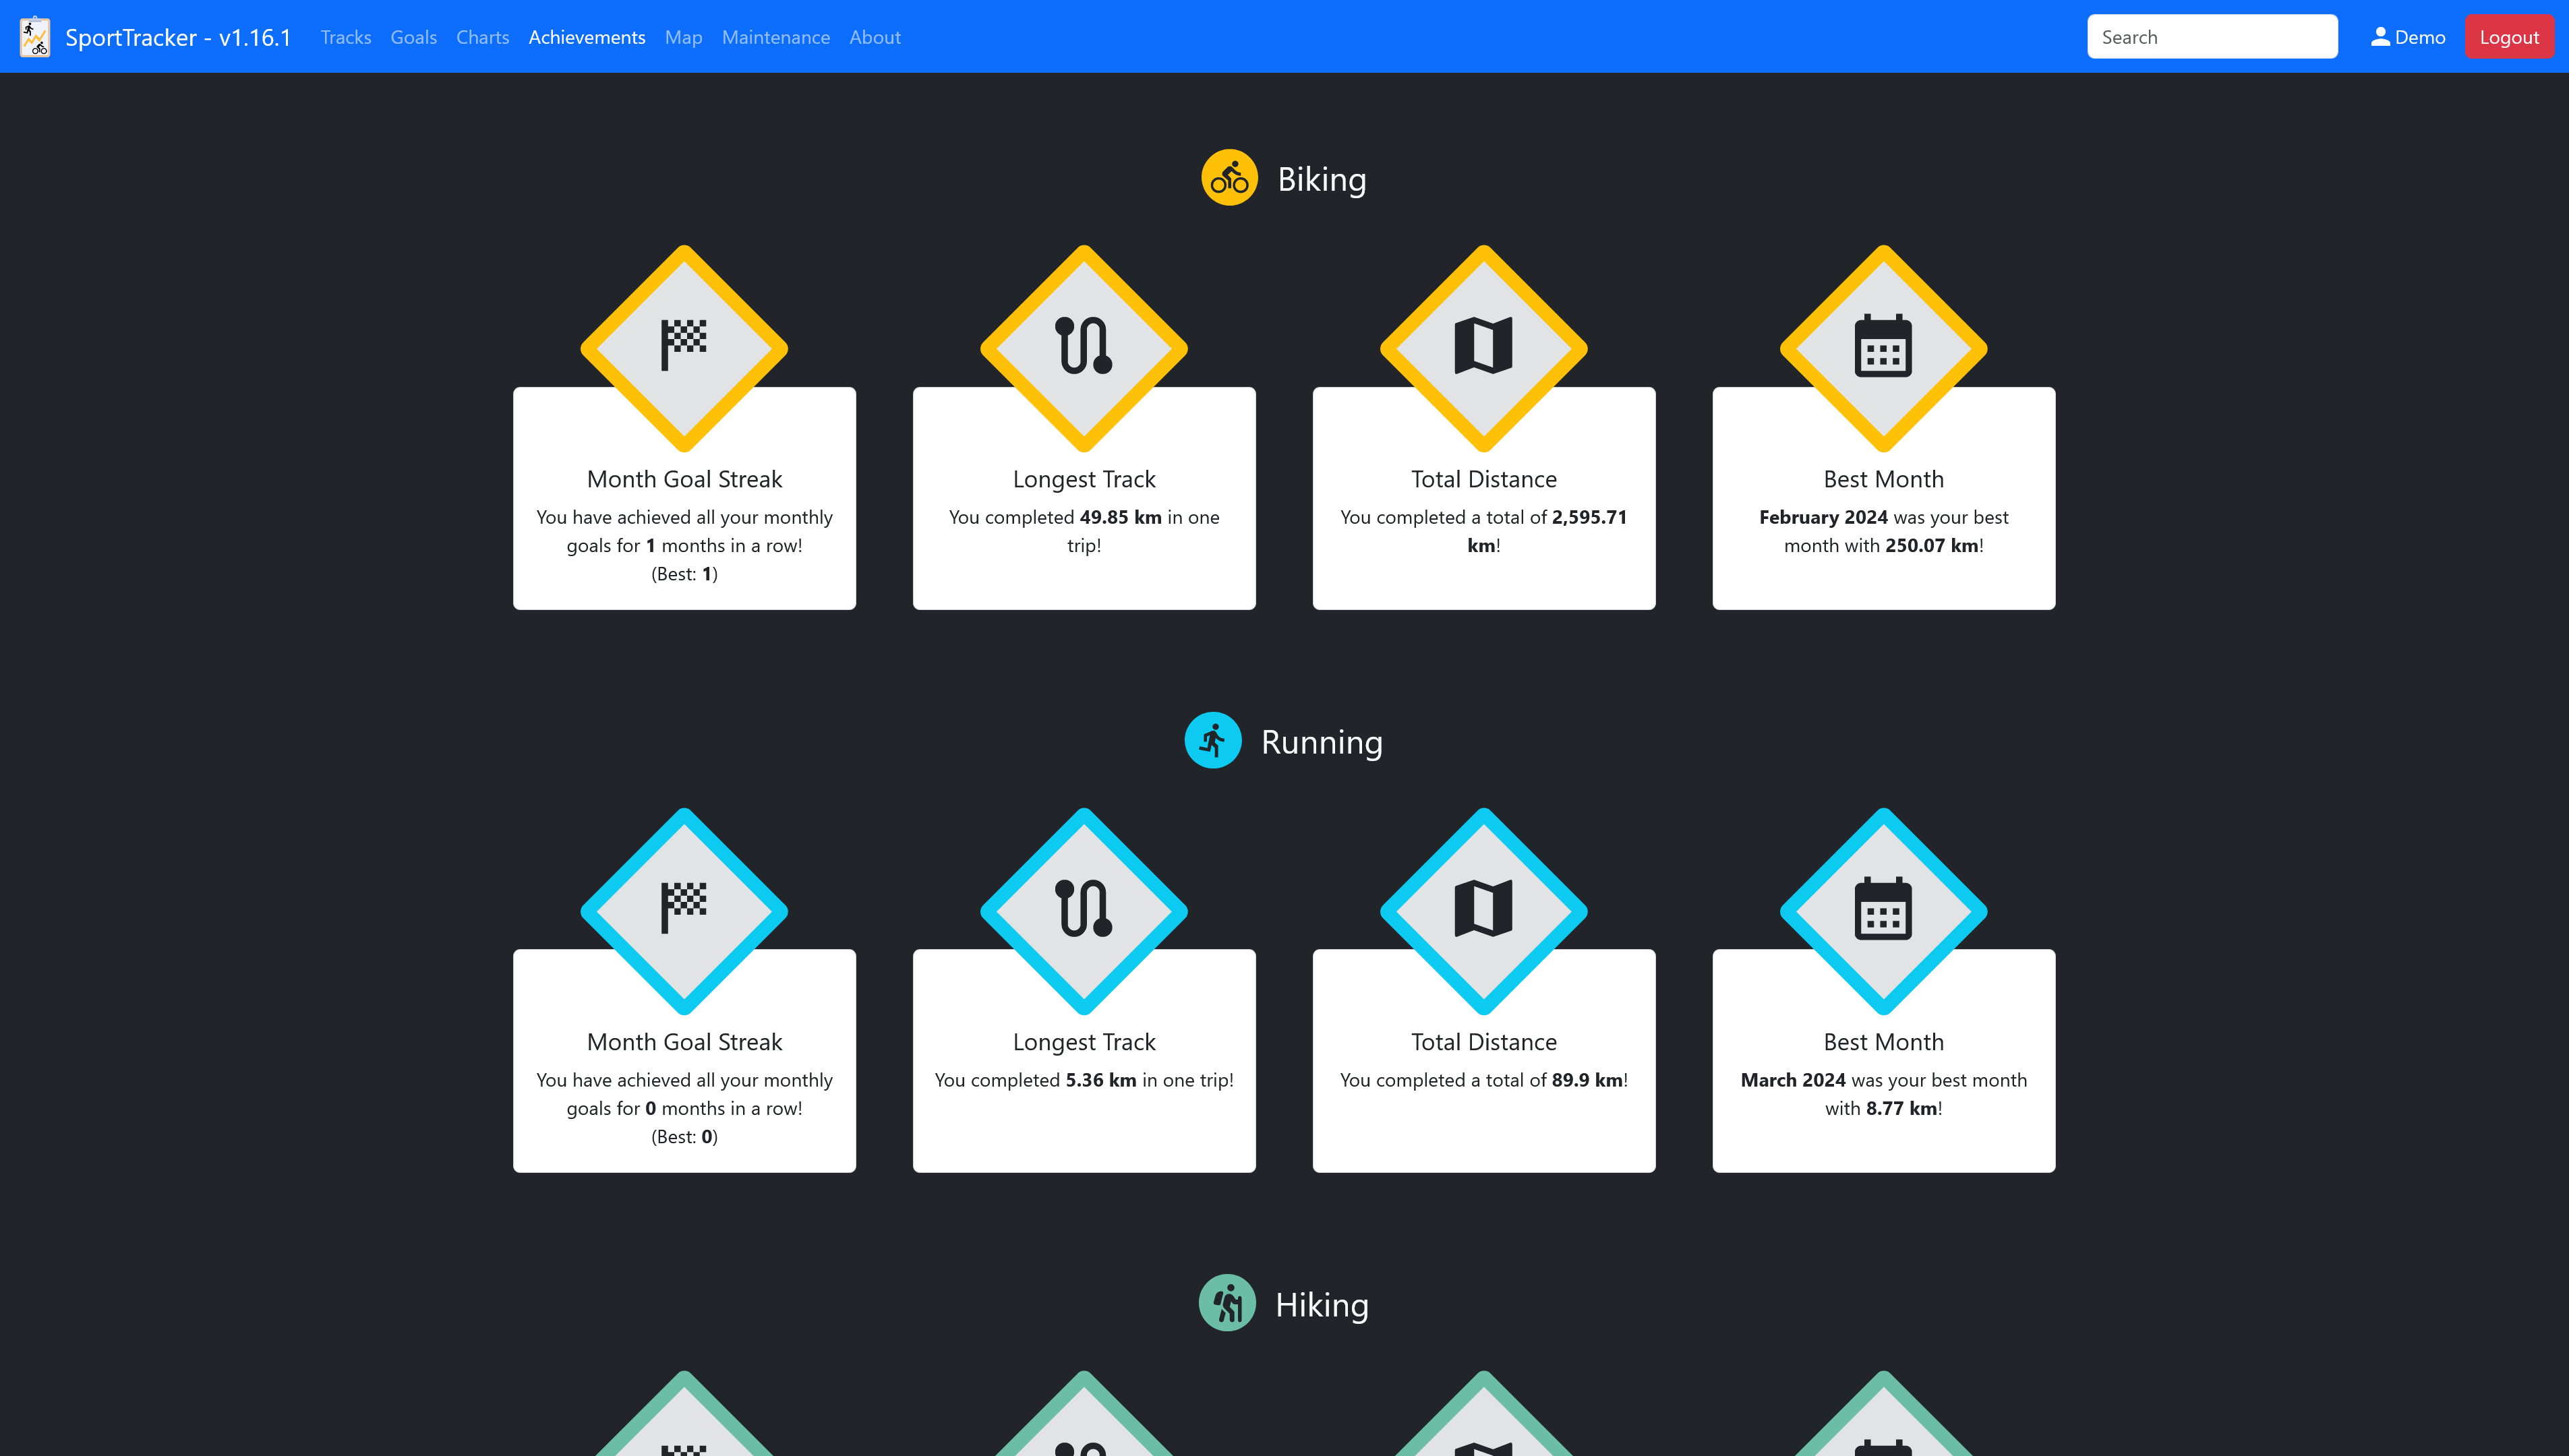 SportTracker - v1.16.1 Tracks Goals Charts Achievements Map Maintenance About Search Demo Logout
Biking
Month Goal Streak
You have achieved all your monthly
goals for 1 months in a row!
(Best: 1)
Longest Track
You completed 49.85 km in one
trip!
Total Distance
You completed a total of 2,595.71
km!
Best Month
February 2024 was your best
month with 250.07 km!
Running
Month Goal Streak
You have achieved all your monthly
goals for 0 months in a row!
(Best: 0)
Longest Track
You completed 5.36 km in one trip!
Total Distance
You completed a total of 89.9 km!
Best Month
March 2024 was your best month
with 8.77 km!
Hiking